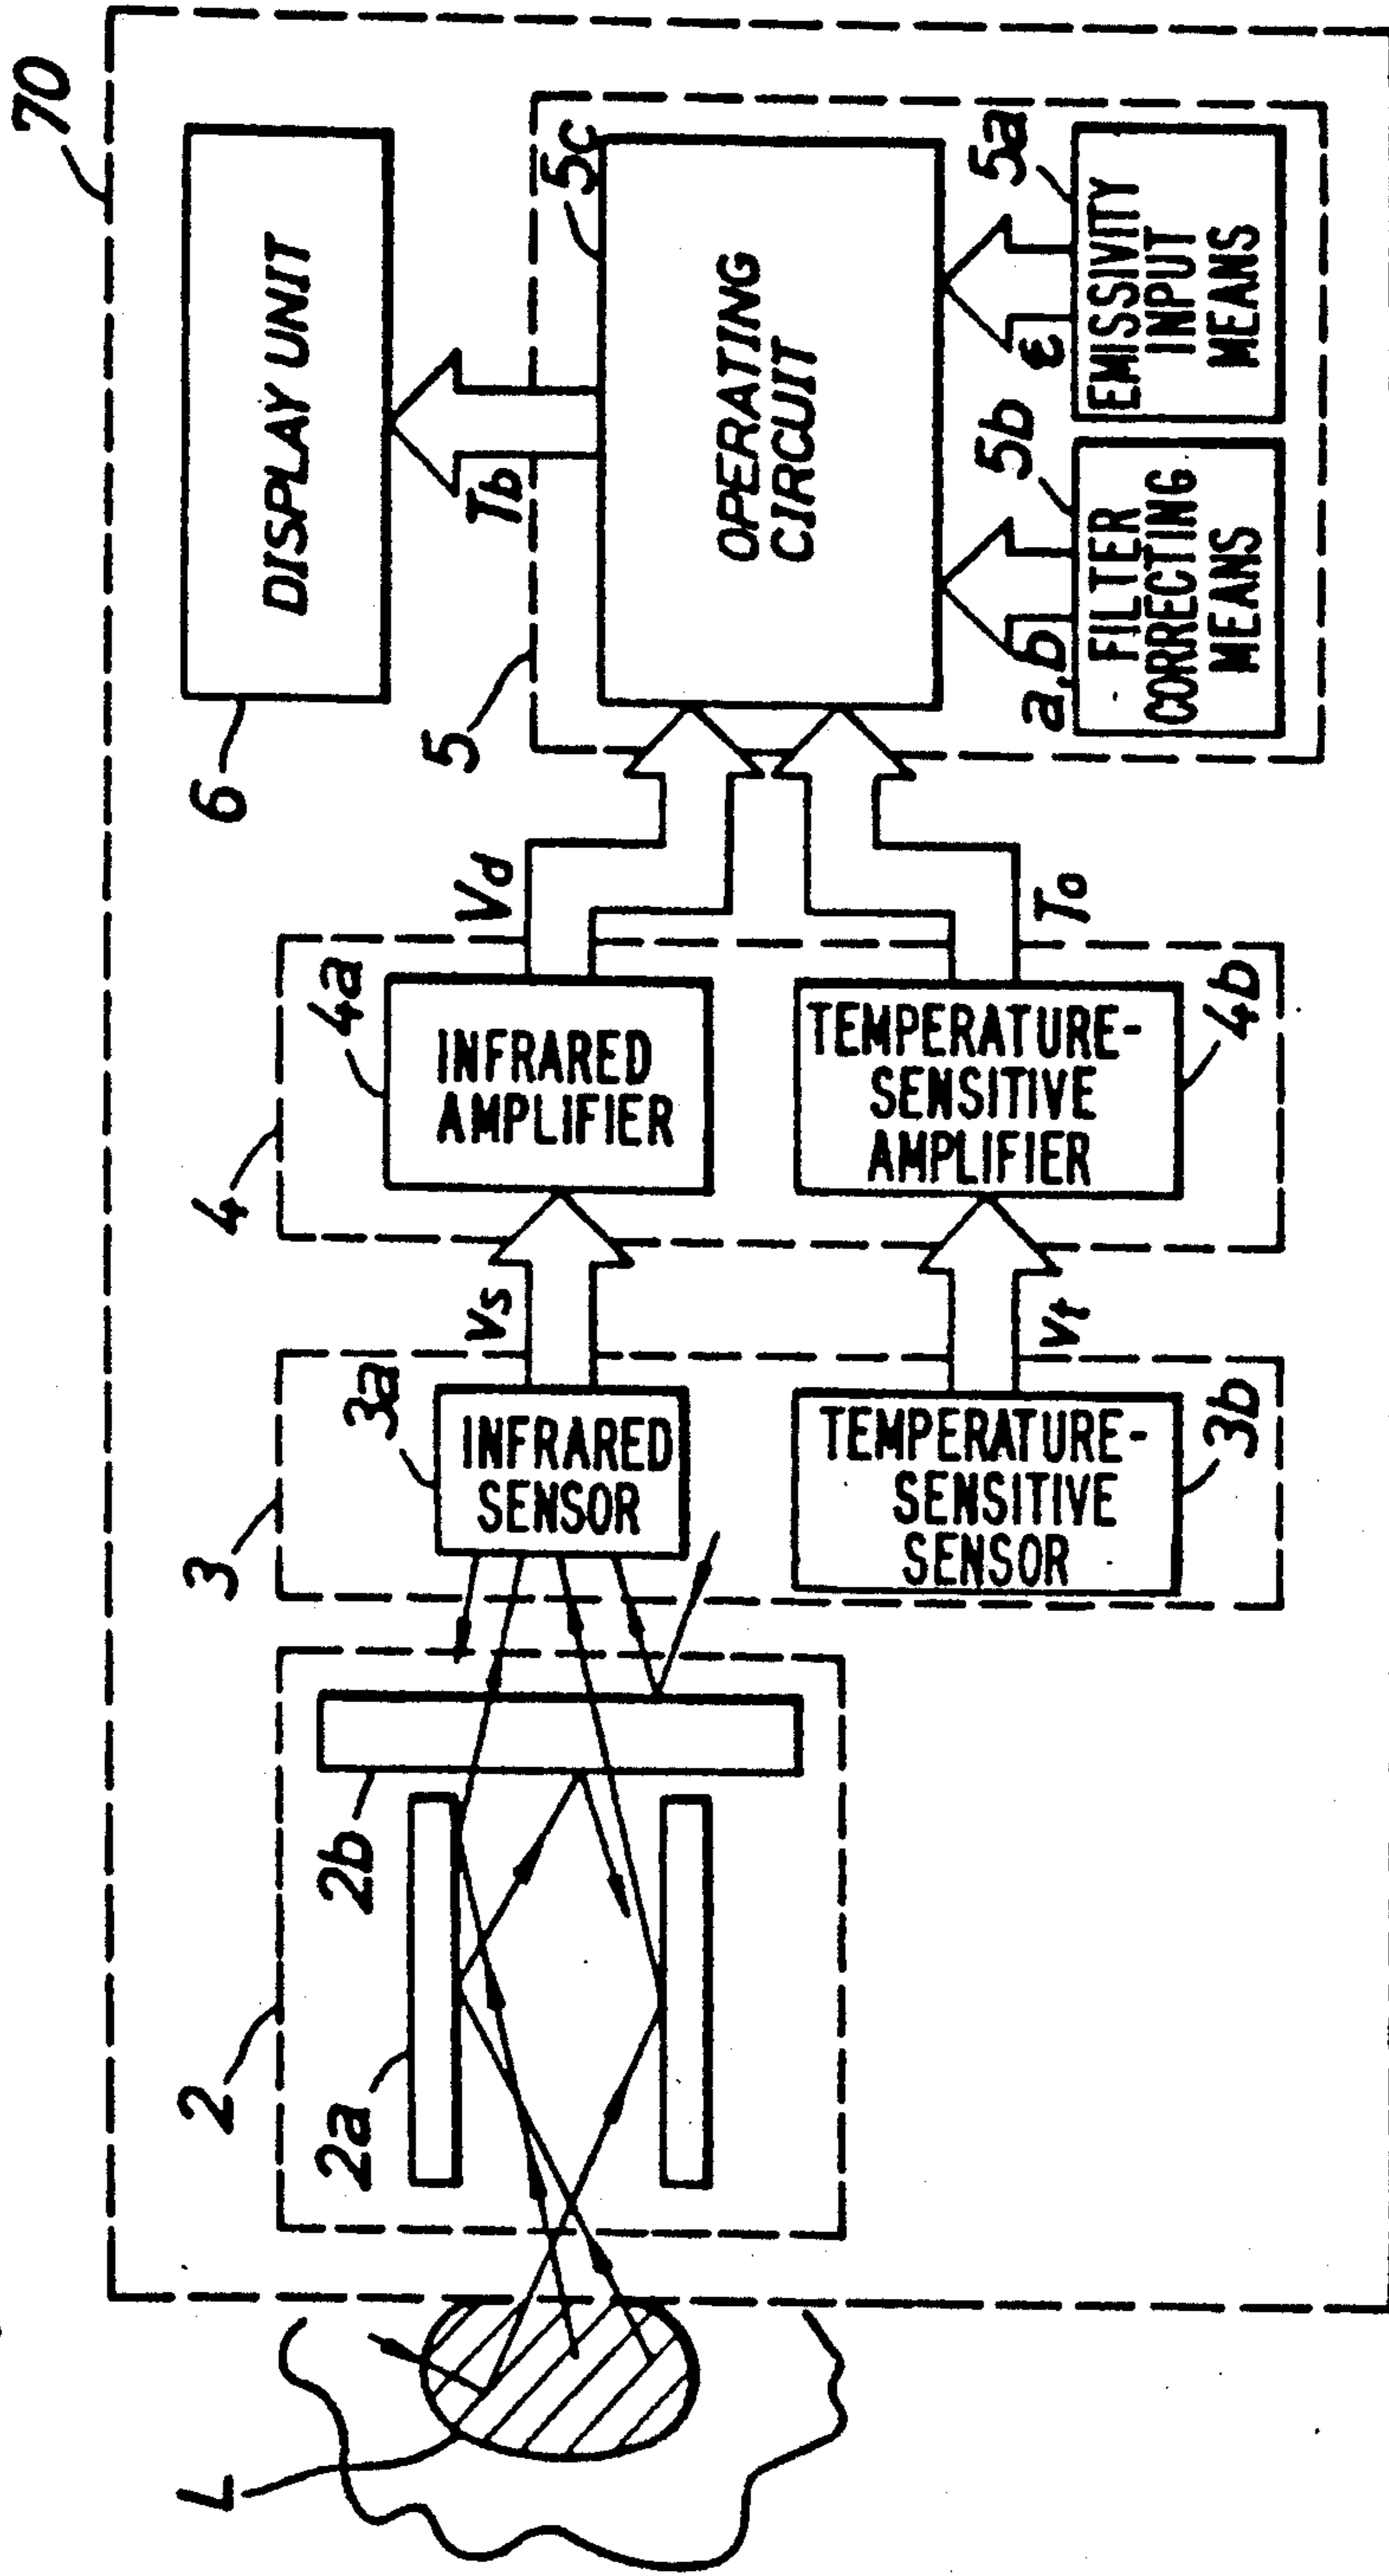 70
DISPLAY UNIT
6
Tb
5
5c
OPERATING
CIRCUIT
5a
EMISSIVITY
INPUT
MEANS
ε
5b
FILTER
CORRECTING
MEANS
a,b
Vd
To
4
4a
INFRARED
AMPLIFIER
TEMPERATURE-
SENSITIVE
AMPLIFIER
4b
Vs
Vt
3
3a
INFRARED
SENSOR
TEMPERATURE-
SENSITIVE
SENSOR
3b
2
2b
2a
L